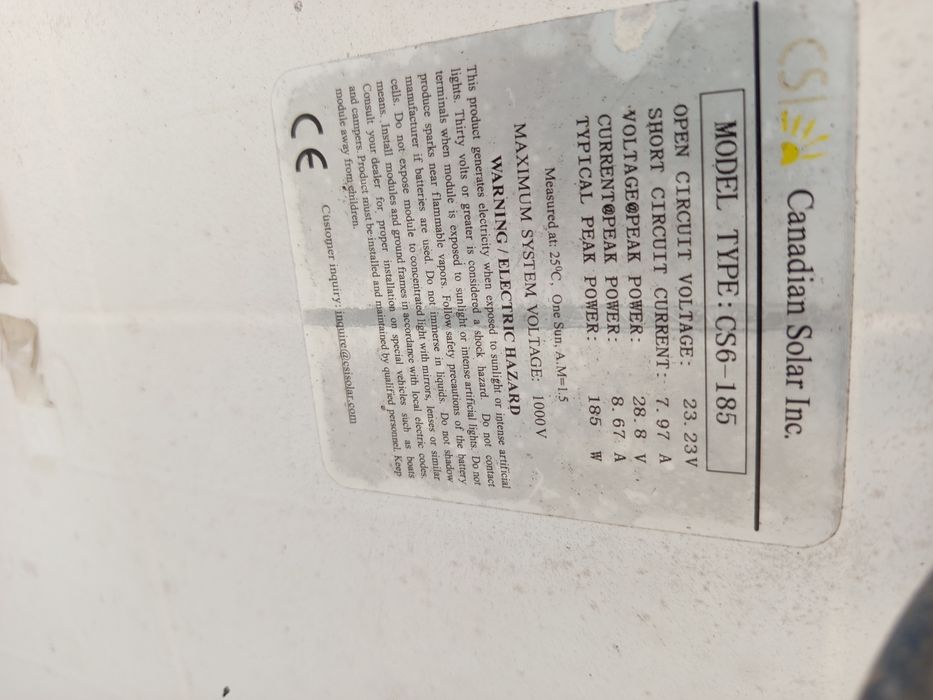 CSI
Canadian Solar Inc.
MODEL TYPE:CS6-185
OPEN CIRCUIT VOLTAGE: 23.23V
SHORT CIRCUIT CURRENT: 7.97 A
VOLTAGE@PEAK POWER: 28.8 V
CURRENT@PEAK POWER: 8.67 A
TYPICAL PEAK POWER: 185 W
Measured at: 25°C, One Sun, A.M=1.5
MAXIMUM SYSTEM VOLTAGE: 1000V
WARNING / ELECTRIC HAZARD
This product generates electricity when exposed to sunlight or intense artificial
lights. Thirty volts or greater is considered a shock hazard. Do not contact
terminals when module is exposed to sunlight or intense artificial lights. Do not
produce sparks near flammable vapors. Follow safety precautions of the battery
manufacturer if batteries are used. Do not immerse in liquids. Do not shadow
cells. Do not expose module to concentrated light with mirrors, lenses or similar
means. Install modules and ground frames in accordance with local electric codes.
Consult your dealer for proper installation on special vehicles such as boats
and campers. Product must be installed and maintained by qualified personnel. Keep
module away from children.
CE
Customer inquiry: inquire@csisolar.com